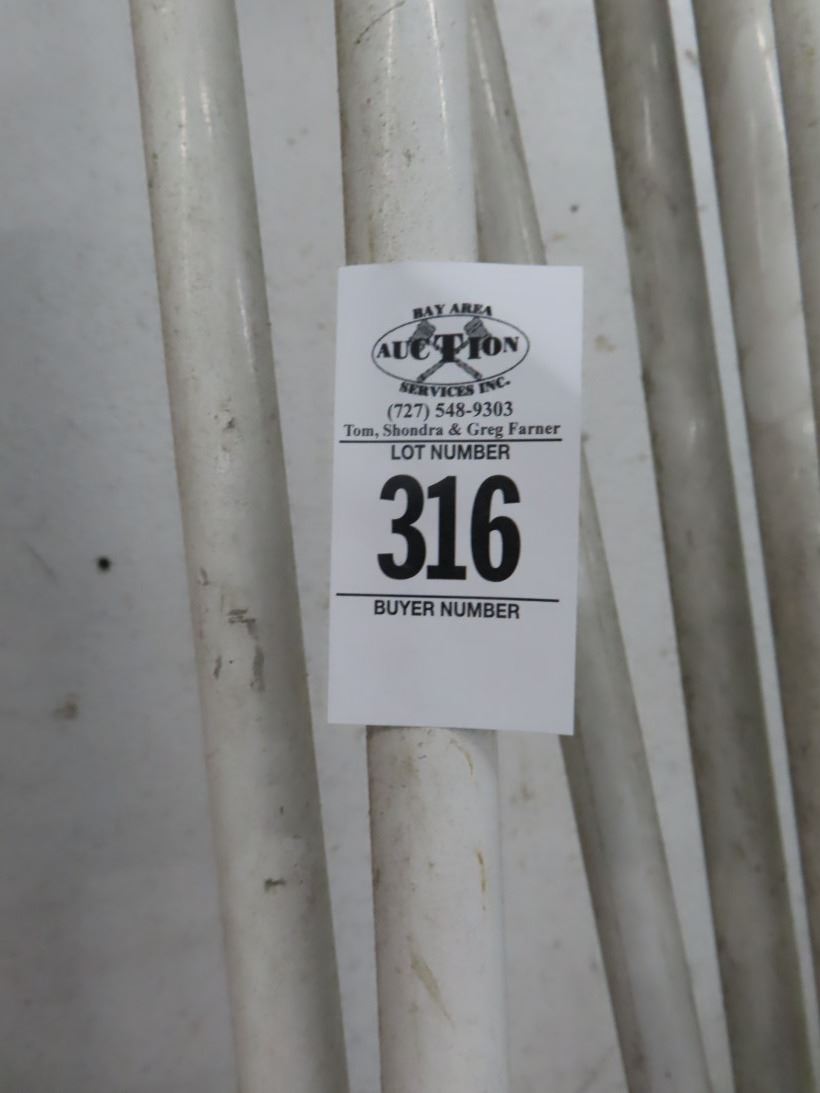 BAY AREA
AUCTION
SERVICES INC.
(727) 548-9303
Tom, Shondra & Greg Farner
LOT NUMBER
316
BUYER NUMBER